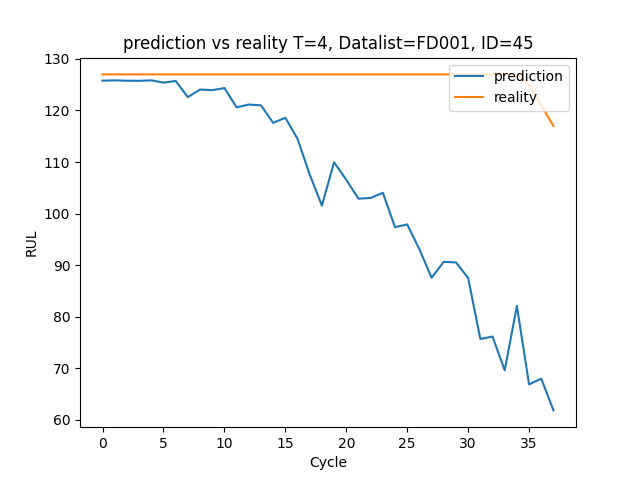 prediction vs reality T=4, Datalist=FD001, ID=45
prediction
reality
130
120
110
100
90
80
70
60
RUL
0 5 10 15 20 25 30 35
Cycle